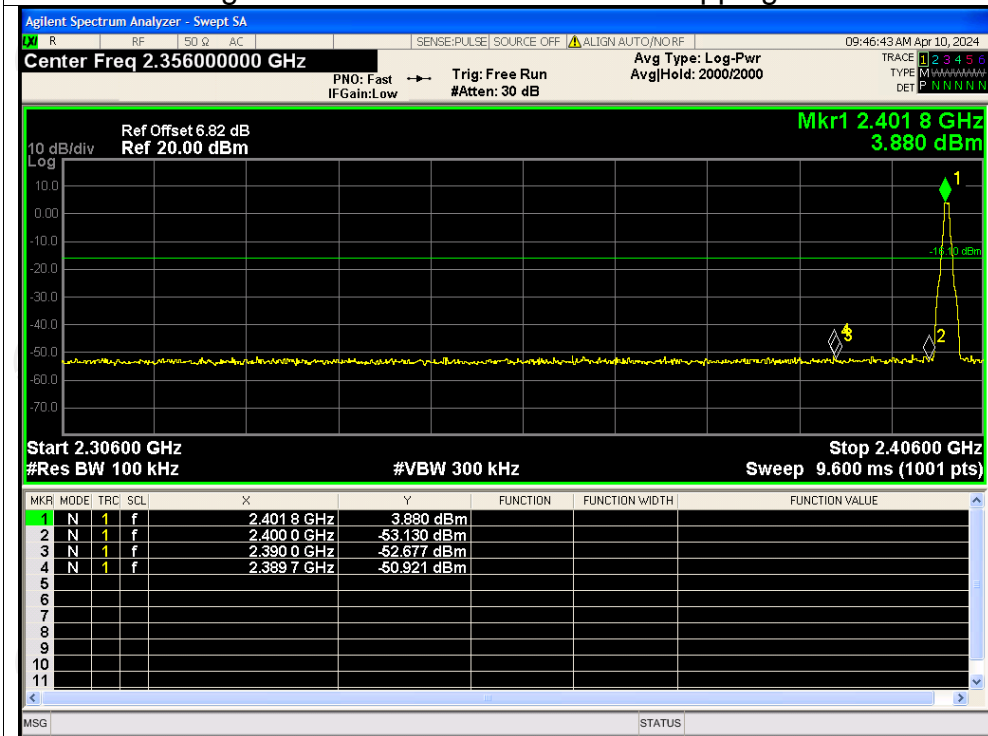 Agilent Spectrum Analyzer - Swept SA
LXI R RF 50 Ω AC SENSE:PULSE SOURCE OFF ALIGN AUTO/NO RF 09:46:43 AM Apr 10, 2024
Center Freq 2.356000000 GHz Avg Type: Log-Pwr TRACE 1 2 3 4 5 6
PNO: Fast Trig: Free Run Avg|Hold: 2000/2000 TYPE M
IFGain:Low #Atten: 30 dB DET P N N N N N
Mkr1 2.401 8 GHz
Ref Offset 6.82 dB
10 dB/div Ref 20.00 dBm 3.880 dBm
Log
10.0
1
0.00
-10.0
-16.10 dBm
-20.0
-30.0
-40.0
4 3 2
-50.0
-60.0
-70.0
Start 2.30600 GHz Stop 2.40600 GHz
#Res BW 100 kHz #VBW 300 kHz Sweep 9.600 ms (1001 pts)
MKR MODE TRC SCL X Y FUNCTION FUNCTION WIDTH FUNCTION VALUE
1 N 1 f 2.401 8 GHz 3.880 dBm
2 N 1 f 2.400 0 GHz -53.130 dBm
3 N 1 f 2.390 0 GHz -52.677 dBm
4 N 1 f 2.389 7 GHz -50.921 dBm
5
6
7
8
9
10
11
MSG STATUS